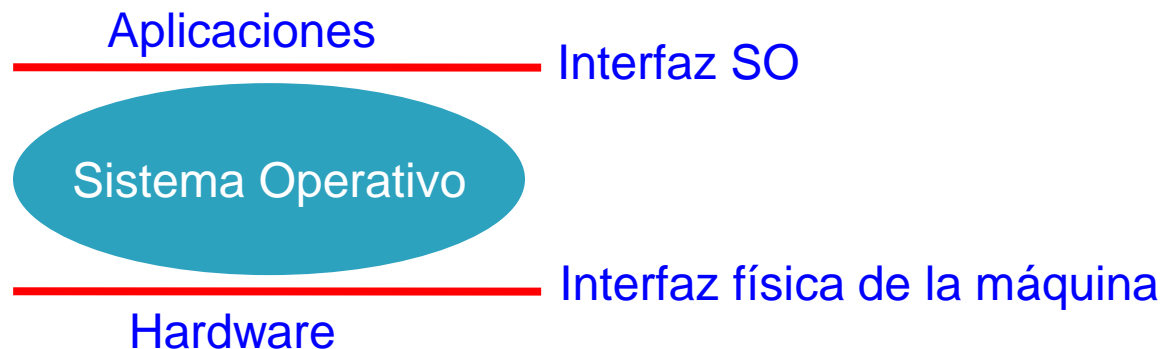 Aplicaciones
Interfaz SO
Sistema Operativo
Interfaz física de la máquina
Hardware